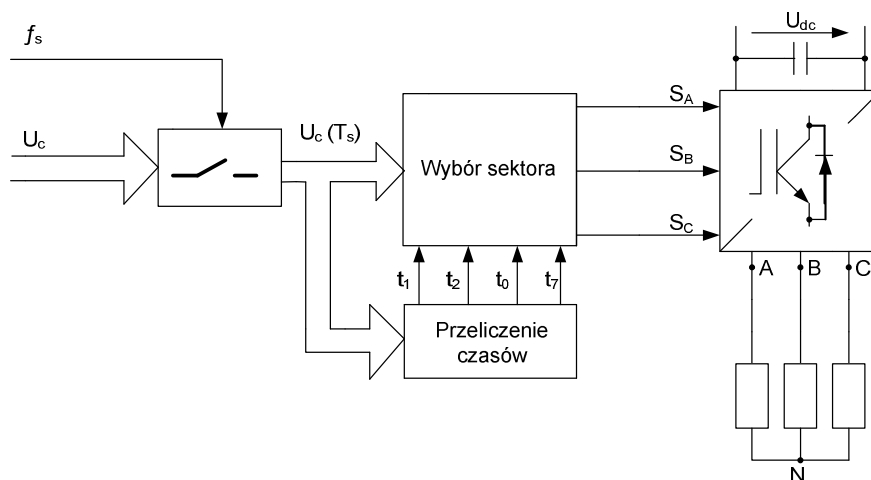 fs
Uc
Uc (Ts)
Wybór sektora
SA
SB
SC
Udc
t1
t2
t0
t7
Przeliczenie
czasów
A
B
C
N